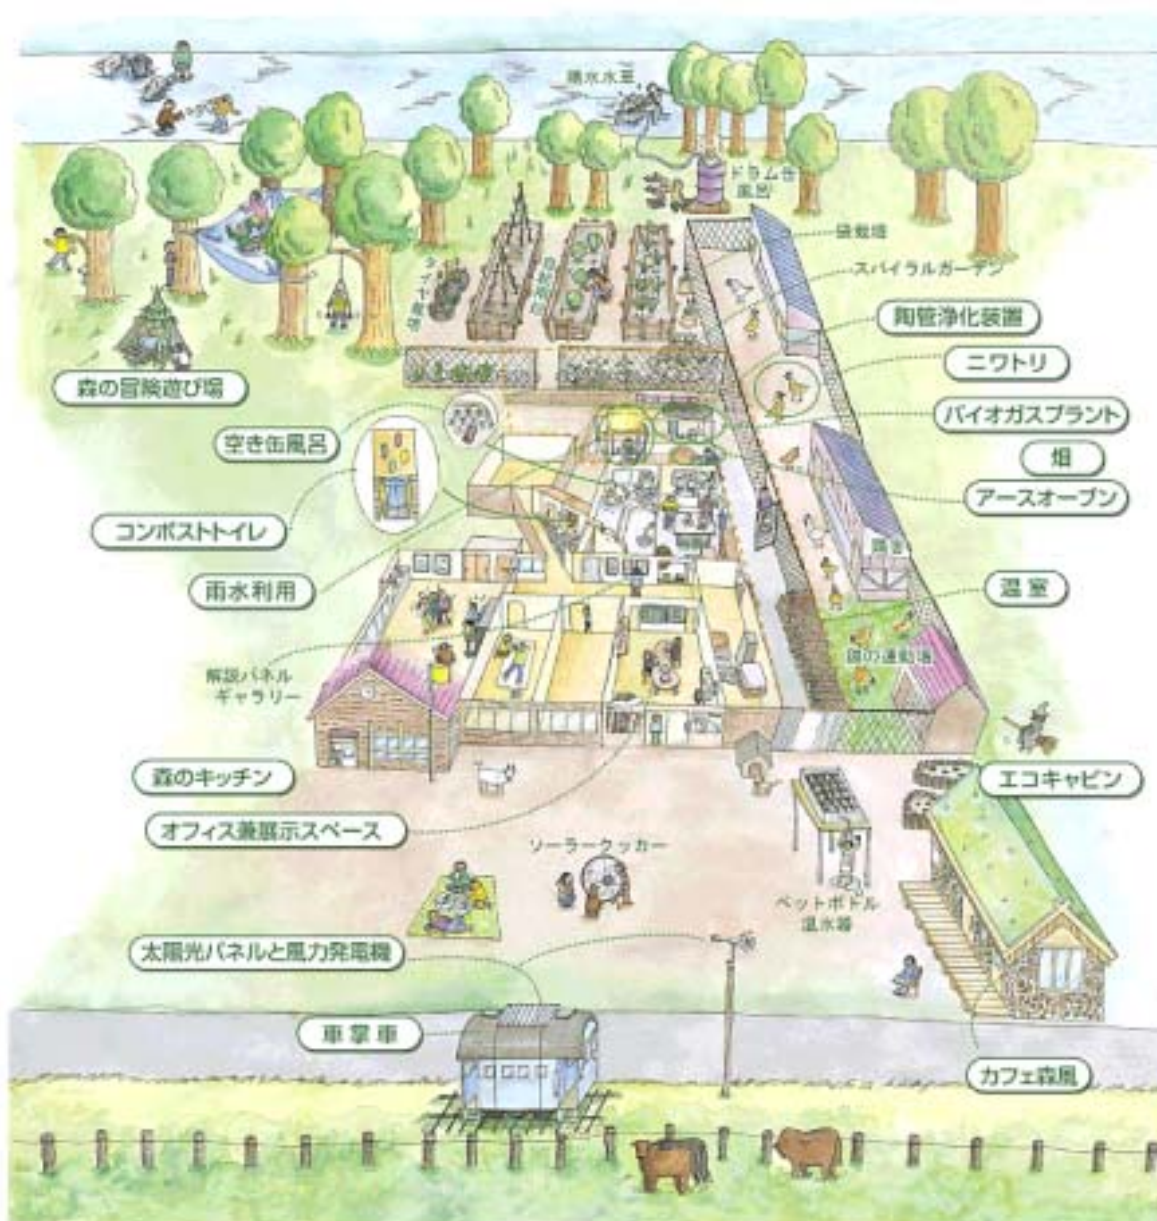 ドラム缶
風呂
袋栽培
スパイラルガーデン
陶管浄化装置
ニワトリ
森の冒険遊び場
バイオガスプラント
空き缶風呂
畑
アースオーブン
コンポストトイレ
雨水利用
温室
鶏の運動場
解説パネル
ギャラリー
森のキッチン
エコキャビン
オフィス兼展示スペース
ソーラークッカー
ペットボトル
温水器
太陽光パネルと風力発電機
車掌車
カフェ森風